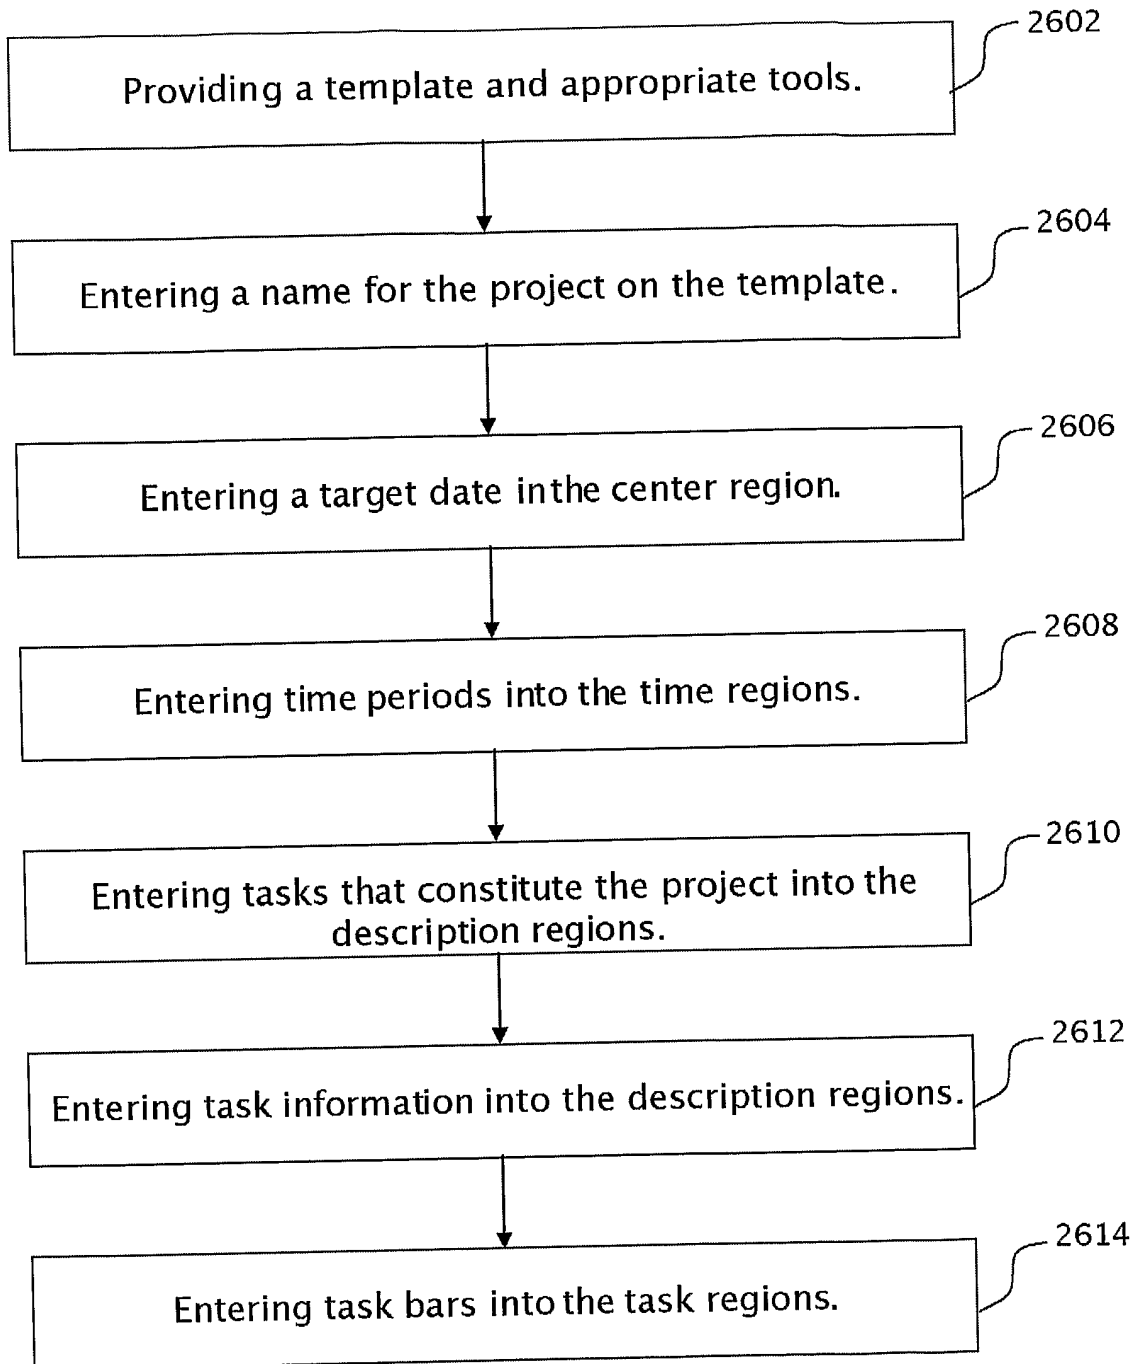 2602
Providing a template and appropriate tools.
2604
Entering a name for the project on the template.
2606
Entering a target date in the center region.
2608
Entering time periods into the time regions.
2610
Entering tasks that constitute the project into the
description regions.
2612
Entering task information into the description regions.
2614
Entering task bars into the task regions.